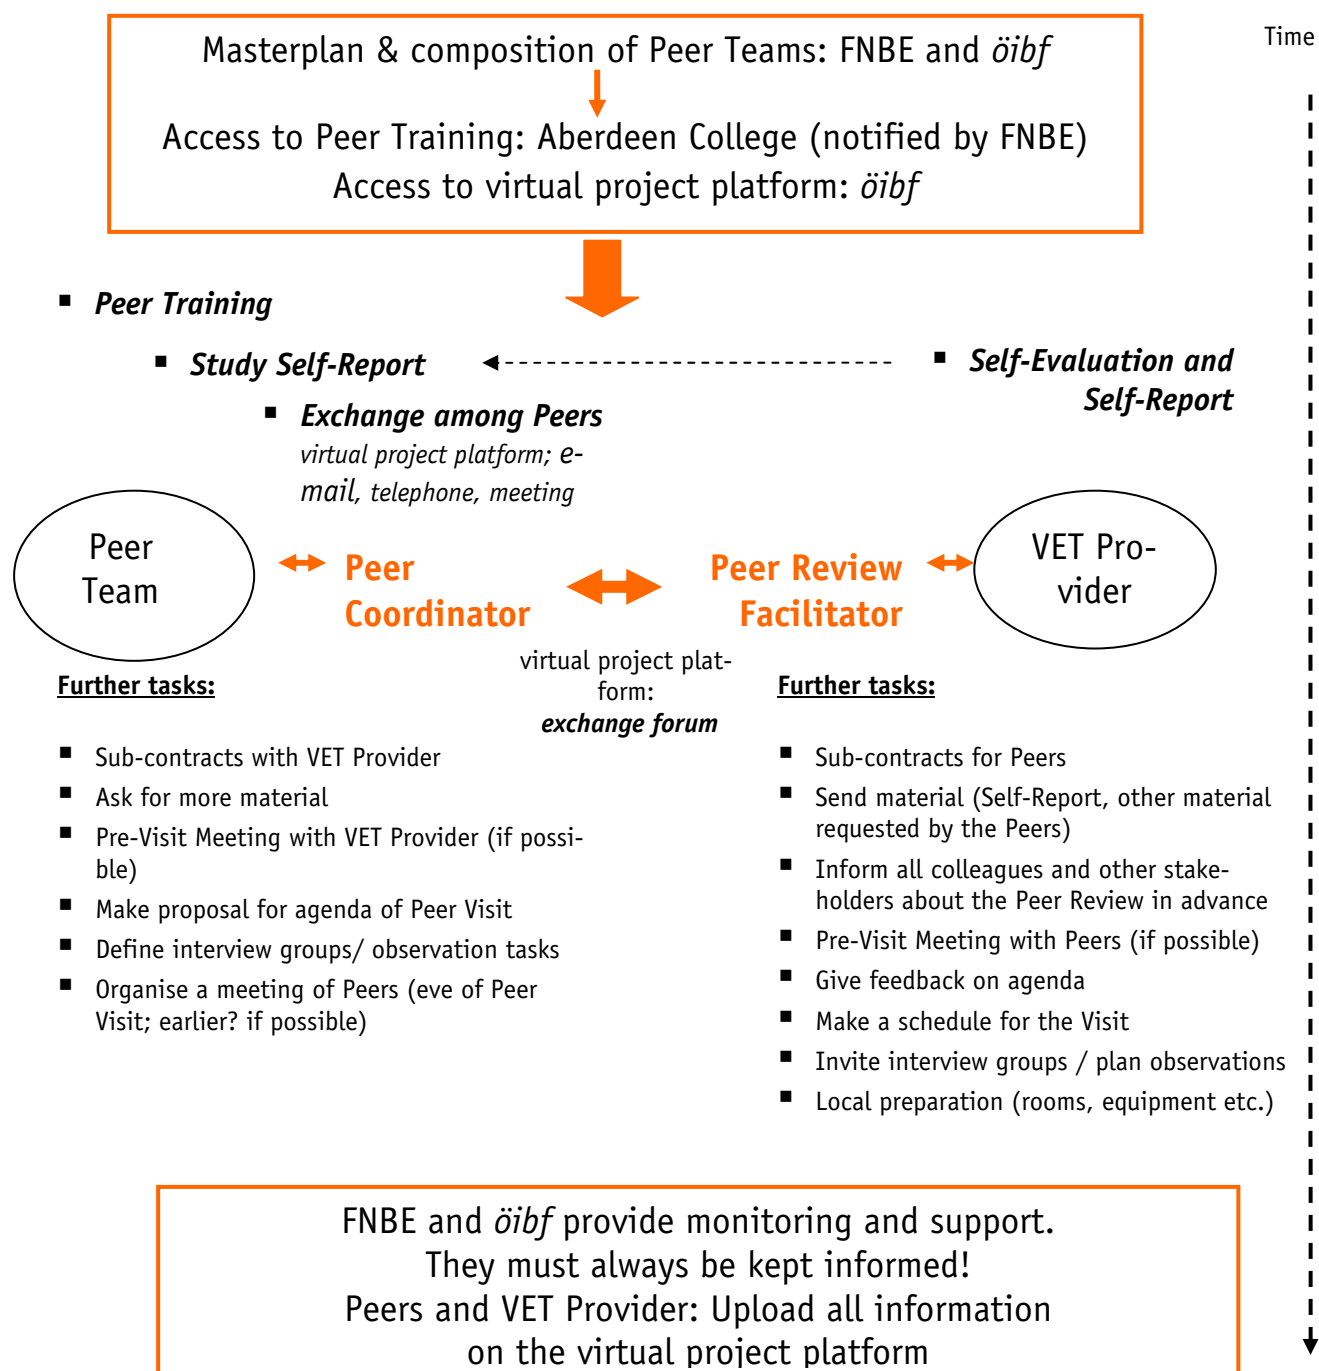 Masterplan & composition of Peer Teams: FNBE and öibf
Time
Access to Peer Training: Aberdeen College (notified by FNBE)
Access to virtual project platform: öibf
▪ Peer Training
▪ Study Self-Report
▪ Self-Evaluation and
Self-Report
▪ Exchange among Peers
virtual project platform; e-
mail, telephone, meeting
Peer
Team
Peer
Coordinator
Peer Review
Facilitator
VET Pro-
vider
virtual project plat-
form:
exchange forum
Further tasks:
▪ Sub-contracts with VET Provider
▪ Ask for more material
▪ Pre-Visit Meeting with VET Provider (if possi-
ble)
▪ Make proposal for agenda of Peer Visit
▪ Define interview groups/ observation tasks
▪ Organise a meeting of Peers (eve of Peer
Visit; earlier? if possible)
Further tasks:
▪ Sub-contracts for Peers
▪ Send material (Self-Report, other material
requested by the Peers)
▪ Inform all colleagues and other stake-
holders about the Peer Review in advance
▪ Pre-Visit Meeting with Peers (if possible)
▪ Give feedback on agenda
▪ Make a schedule for the Visit
▪ Invite interview groups / plan observations
▪ Local preparation (rooms, equipment etc.)
FNBE and öibf provide monitoring and support.
They must always be kept informed!
Peers and VET Provider: Upload all information
on the virtual project platform